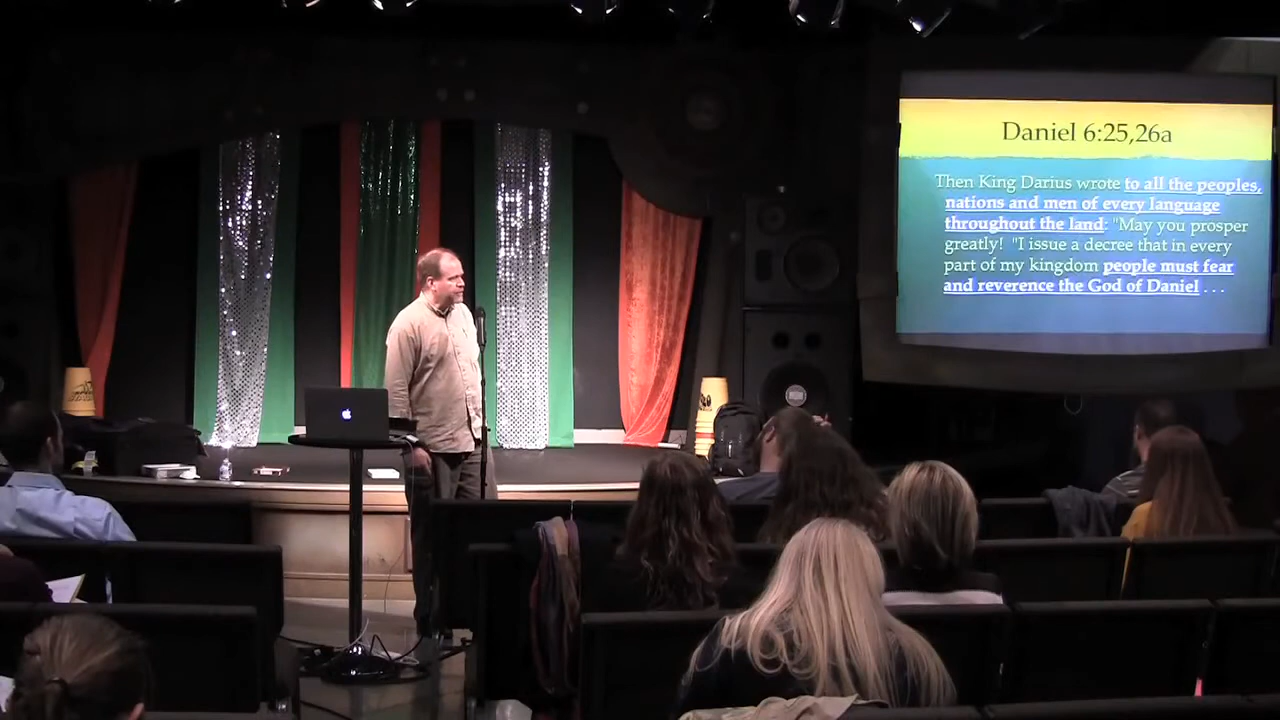 Daniel 6:25,26a
Then King Darius wrote to all the peoples,
nations and men of every language
throughout the land: "May you prosper
greatly! "I issue a decree that in every
part of my kingdom people must fear
and reverence the God of Daniel . . .